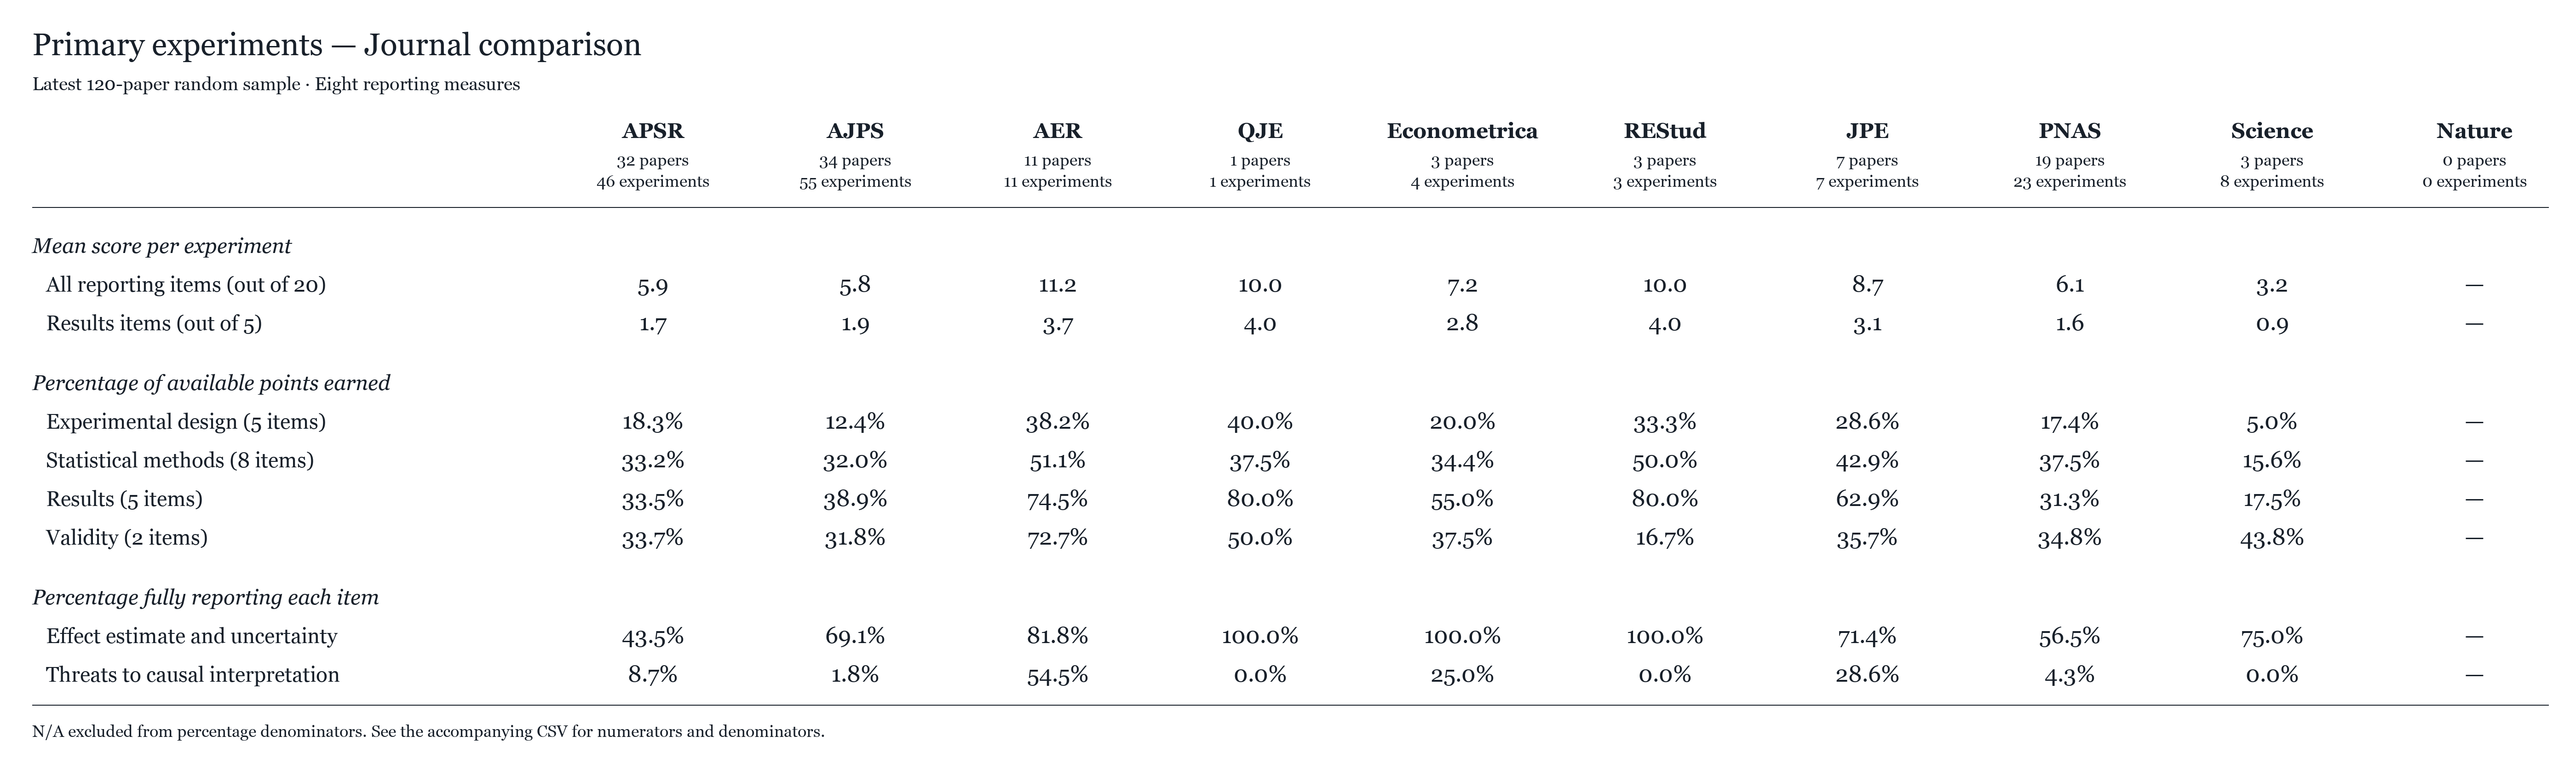 Primary experiments — Journal comparison
Latest 120-paper random sample · Eight reporting measures
APSR AJPS AER QJE Econometrica REStud JPE PNAS Science Nature
32 papers 34 papers 11 papers 1 papers 3 papers 3 papers 7 papers 19 papers 3 papers 0 papers
46 experiments 55 experiments 11 experiments 1 experiments 4 experiments 3 experiments 7 experiments 23 experiments 8 experiments 0 experiments
Mean score per experiment
All reporting items (out of 20) 5.9 5.8 11.2 10.0 7.2 10.0 8.7 6.1 3.2 —
Results items (out of 5) 1.7 1.9 3.7 4.0 2.8 4.0 3.1 1.6 0.9 —
Percentage of available points earned
Experimental design (5 items) 18.3% 12.4% 38.2% 40.0% 20.0% 33.3% 28.6% 17.4% 5.0% —
Statistical methods (8 items) 33.2% 32.0% 51.1% 37.5% 34.4% 50.0% 42.9% 37.5% 15.6% —
Results (5 items) 33.5% 38.9% 74.5% 80.0% 55.0% 80.0% 62.9% 31.3% 17.5% —
Validity (2 items) 33.7% 31.8% 72.7% 50.0% 37.5% 16.7% 35.7% 34.8% 43.8% —
Percentage fully reporting each item
Effect estimate and uncertainty 43.5% 69.1% 81.8% 100.0% 100.0% 100.0% 71.4% 56.5% 75.0% —
Threats to causal interpretation 8.7% 1.8% 54.5% 0.0% 25.0% 0.0% 28.6% 4.3% 0.0% —
N/A excluded from percentage denominators. See the accompanying CSV for numerators and denominators.